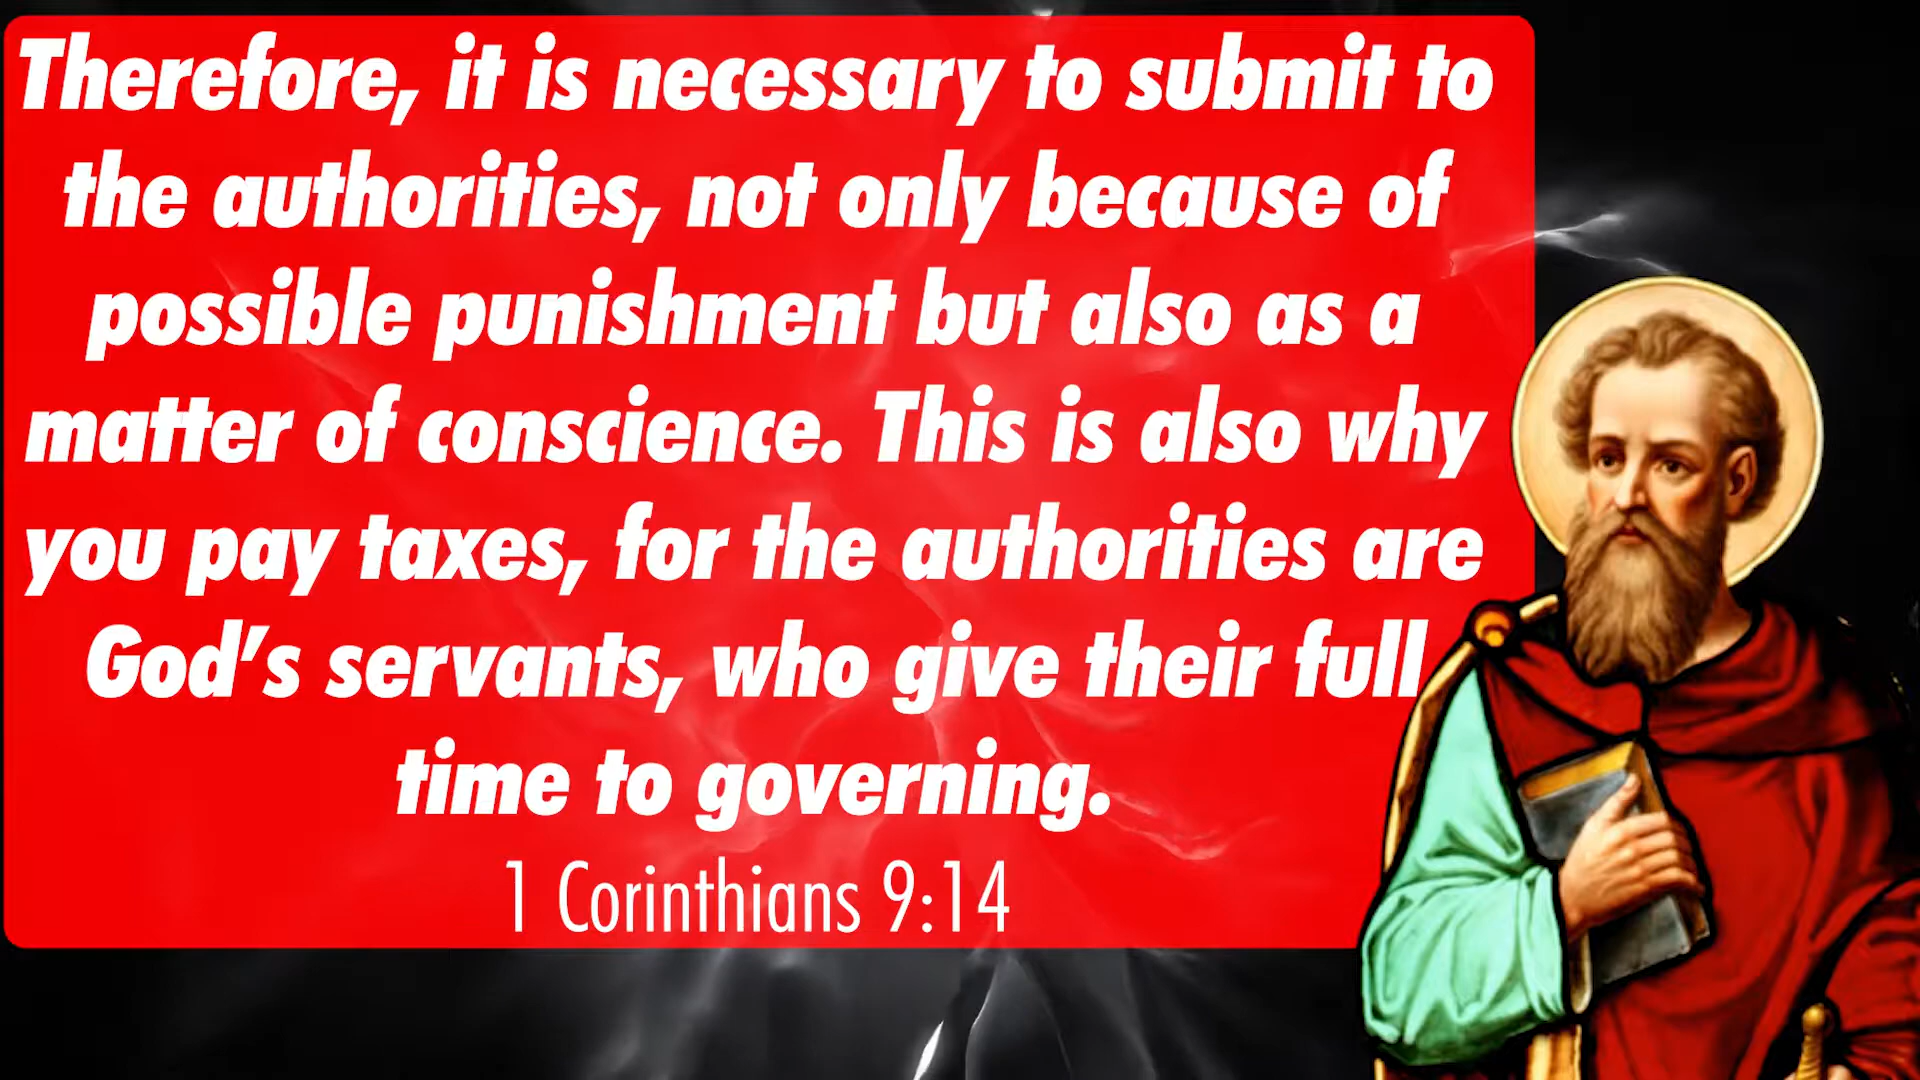 Therefore, it is necessary to submit to
the authorities, not only because of
possible punishment but also as a
matter of conscience. This is also why
you pay taxes, for the authorities are
God’s servants, who give their full
time to governing.
1 Corinthians 9:14